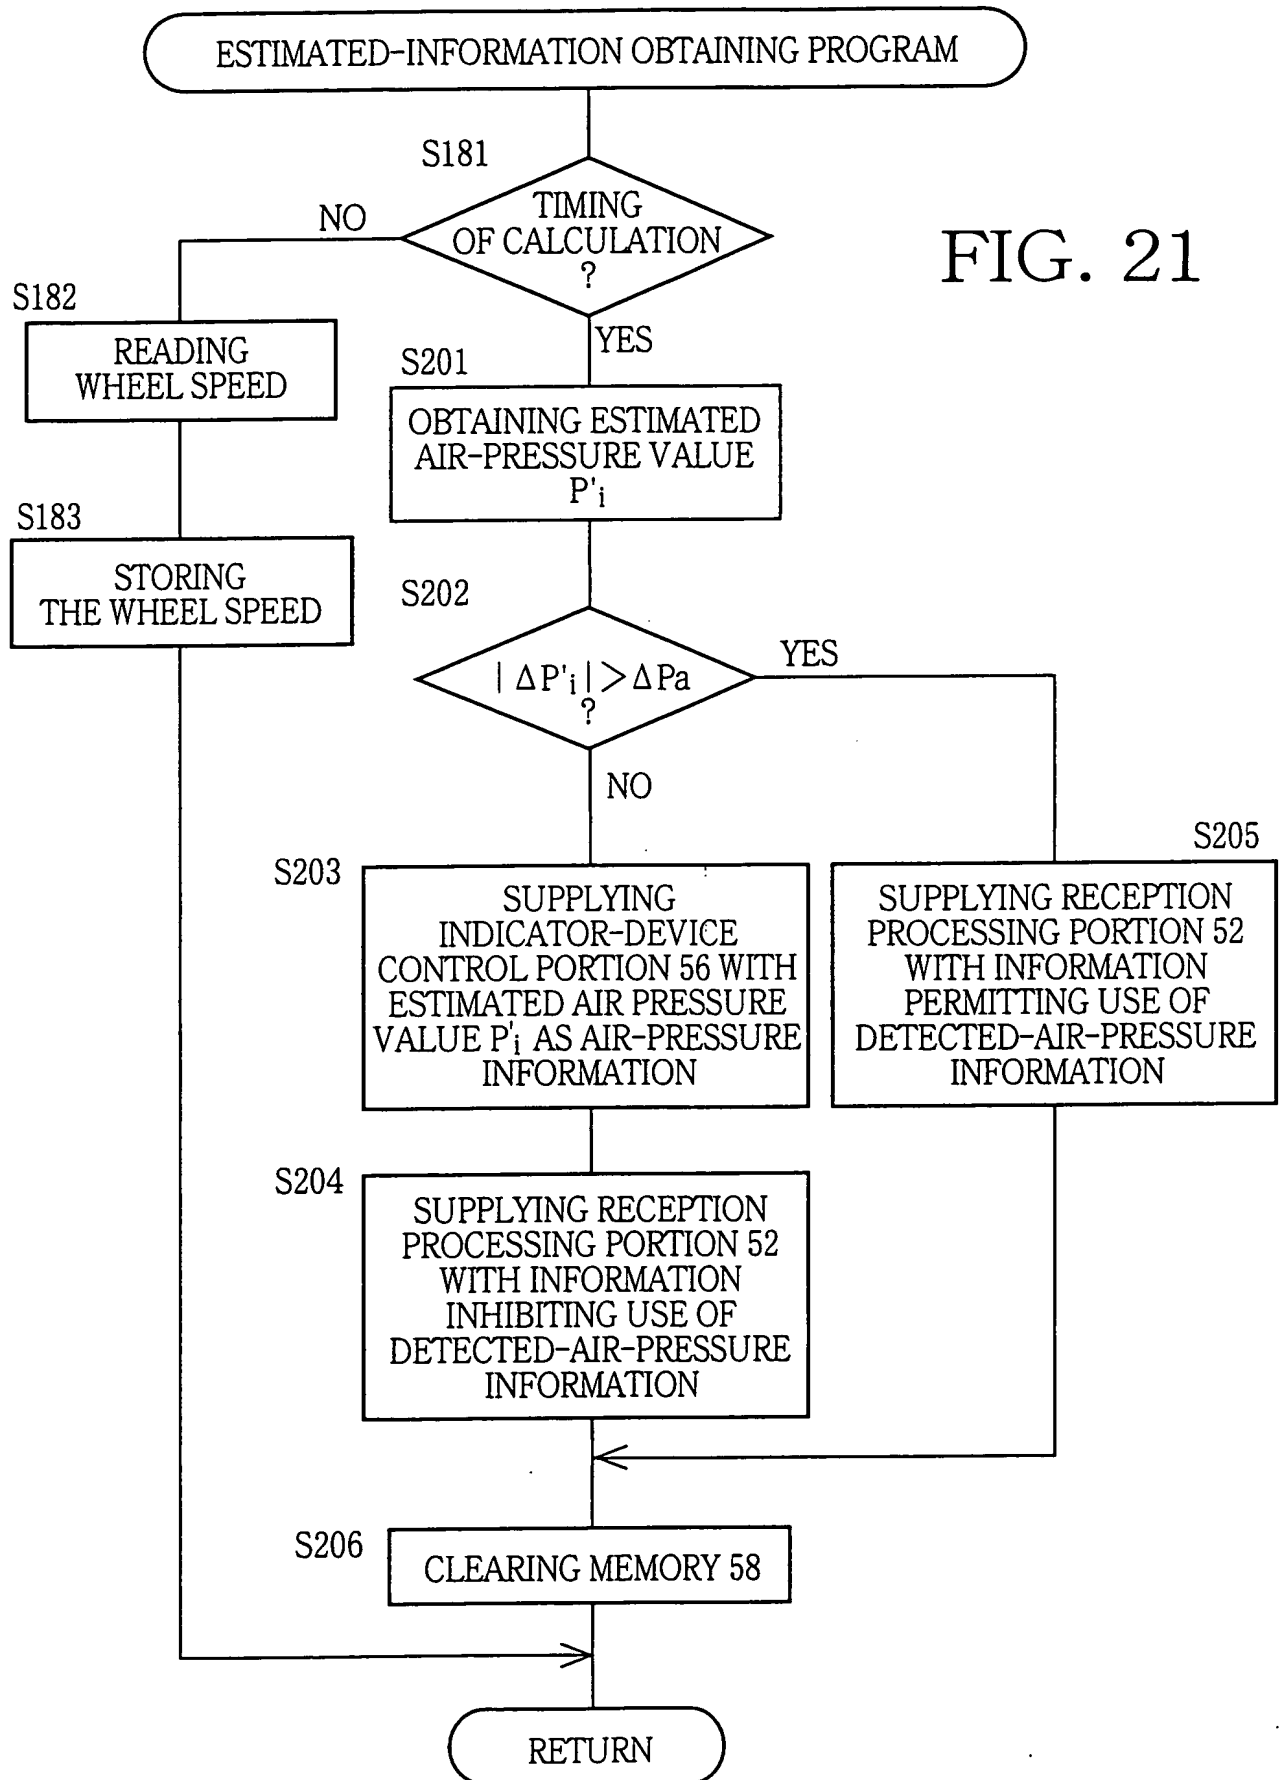 ESTIMATED-INFORMATION OBTAINING PROGRAM
S181
TIMING
OF CALCULATION
?
NO
YES
FIG. 21
S182
READING
WHEEL SPEED
S183
STORING
THE WHEEL SPEED
S201
OBTAINING ESTIMATED
AIR-PRESSURE VALUE
P'i
S202
| ΔP'i | > ΔPa
?
YES
NO
S203
SUPPLYING
INDICATOR-DEVICE
CONTROL PORTION 56 WITH
ESTIMATED AIR PRESSURE
VALUE P'i AS AIR-PRESSURE
INFORMATION
S205
SUPPLYING RECEPTION
PROCESSING PORTION 52
WITH INFORMATION
PERMITTING USE OF
DETECTED-AIR-PRESSURE
INFORMATION
S204
SUPPLYING RECEPTION
PROCESSING PORTION 52
WITH INFORMATION
INHIBITING USE OF
DETECTED-AIR-PRESSURE
INFORMATION
S206
CLEARING MEMORY 58
RETURN